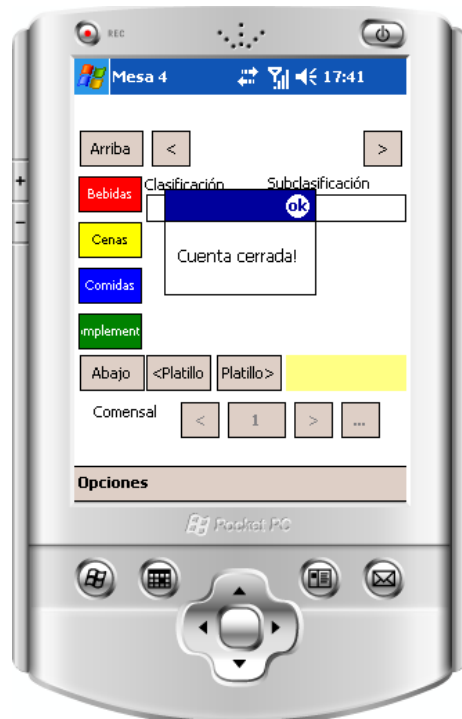 REC
Mesa 4 17:41
Arriba < >
Clasificación Subclasificación
Bebidas
ok
Cenas
Cuenta cerrada!
Comidas
omplement
Abajo <Platillo Platillo>
Comensal < 1 > ...
Opciones
Pocket PC